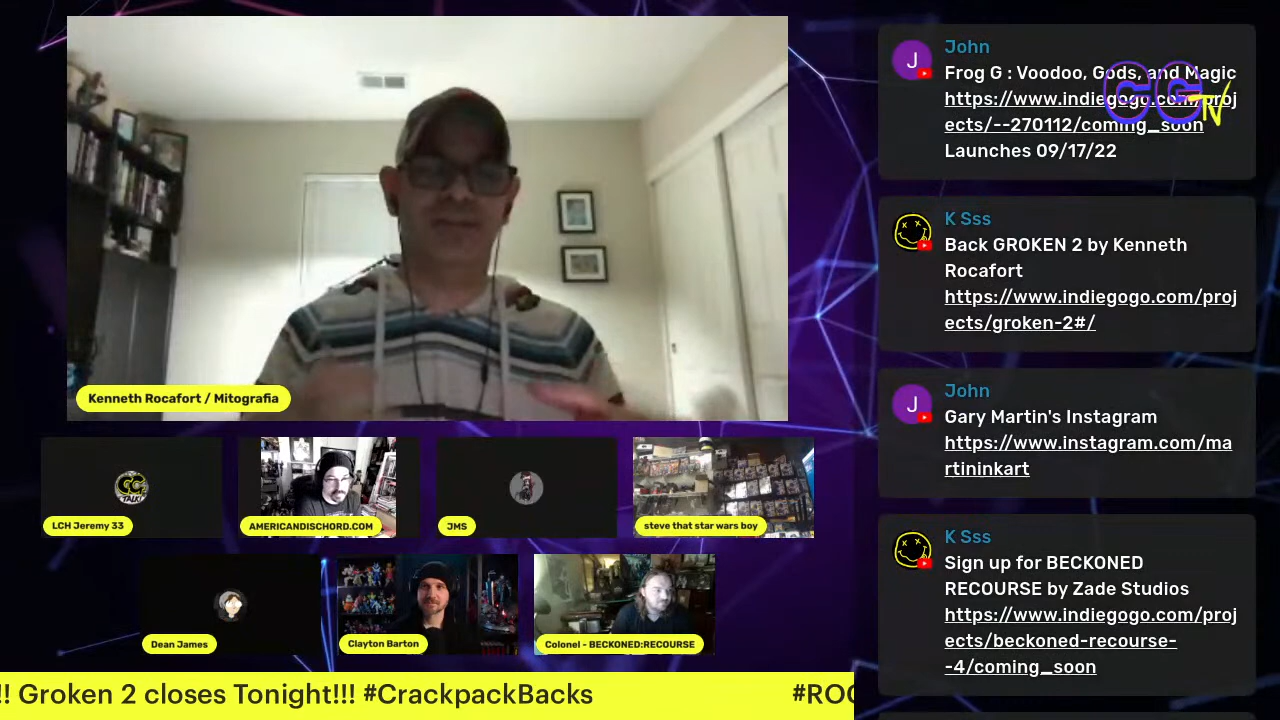 Kenneth Rocafort / Mitografia
LCH Jeremy 33
AMERICANDISCHORD.COM
JMS
steve that star wars boy
Dean James
Clayton Barton
Colonel - BECKONED:RECOURSE
!! Groken 2 closes Tonight!!! #CrackpackBacks
#ROC
J
John
Frog G : Voodoo, Gods, and Magic
https://www.indiegogo.com/proj
ects/--270112/coming_soon
Launches 09/17/22
CG
TV
K Sss
Back GROKEN 2 by Kenneth
Rocafort
https://www.indiegogo.com/proj
ects/groken-2#/
J
John
Gary Martin's Instagram
https://www.instagram.com/ma
rtininkart
K Sss
Sign up for BECKONED
RECOURSE by Zade Studios
https://www.indiegogo.com/proj
ects/beckoned-recourse-
-4/coming_soon